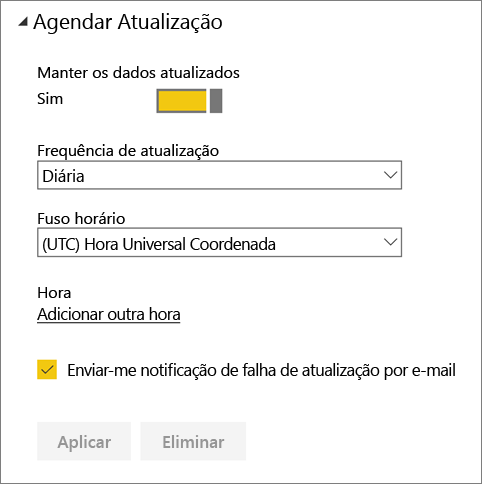 Agendar Atualização
Manter os dados atualizados
Sim
Frequência de atualização
Diária
Fuso horário
(UTC) Hora Universal Coordenada
Hora
Adicionar outra hora
Enviar-me notificação de falha de atualização por e-mail
Aplicar Eliminar